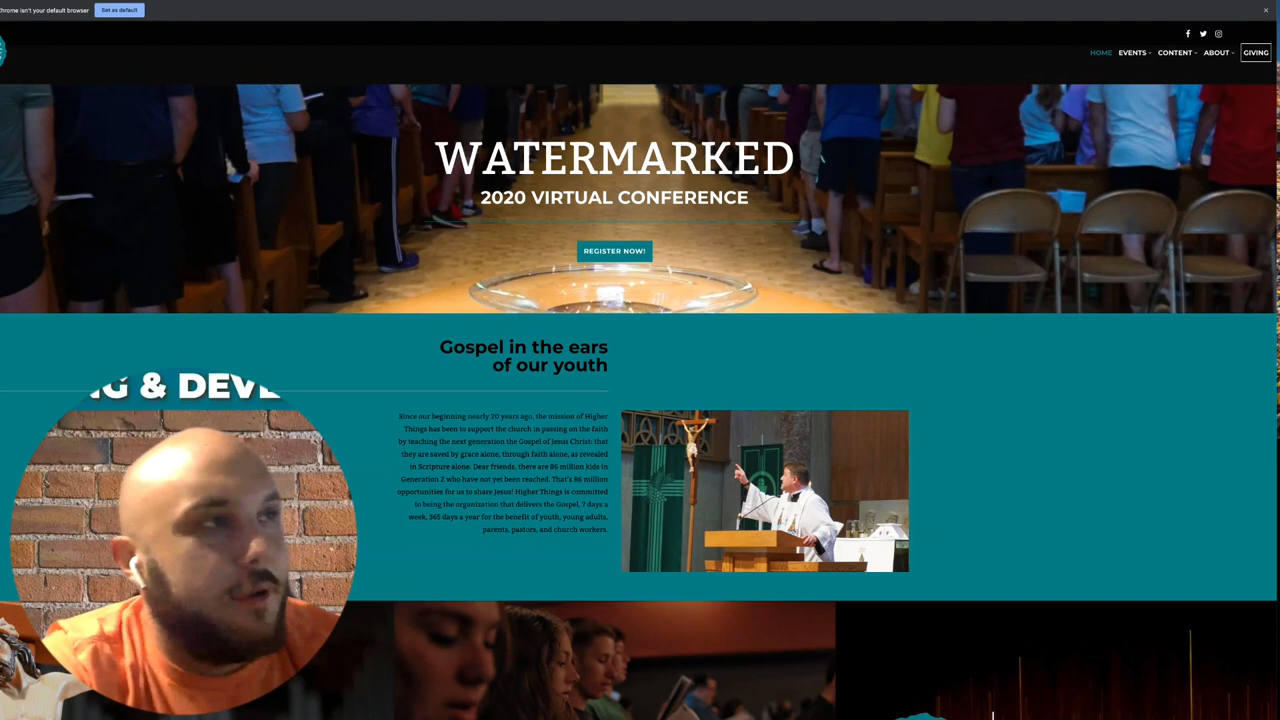 Chrome isn't your default browser
Set as default
HOME
EVENTS
CONTENT
ABOUT
GIVING
WATERMARKED
2020 VIRTUAL CONFERENCE
REGISTER NOW!
Gospel in the ears
of our youth
G & DEVE
Since our beginning nearly 20 years ago, the mission of Higher
Things has been to support the church in passing on the faith
by teaching the next generation the Gospel of Jesus Christ: that
they are saved by grace alone, through faith alone, as revealed
in Scripture alone. Dear friends, there are 86 million kids in
Generation Z who have not yet been reached. That's 86 million
opportunities for us to share Jesus! Higher Things is committed
to being the organization that delivers the Gospel, 7 days a
week, 365 days a year for the benefit of youth, young adults,
parents, pastors, and church workers.